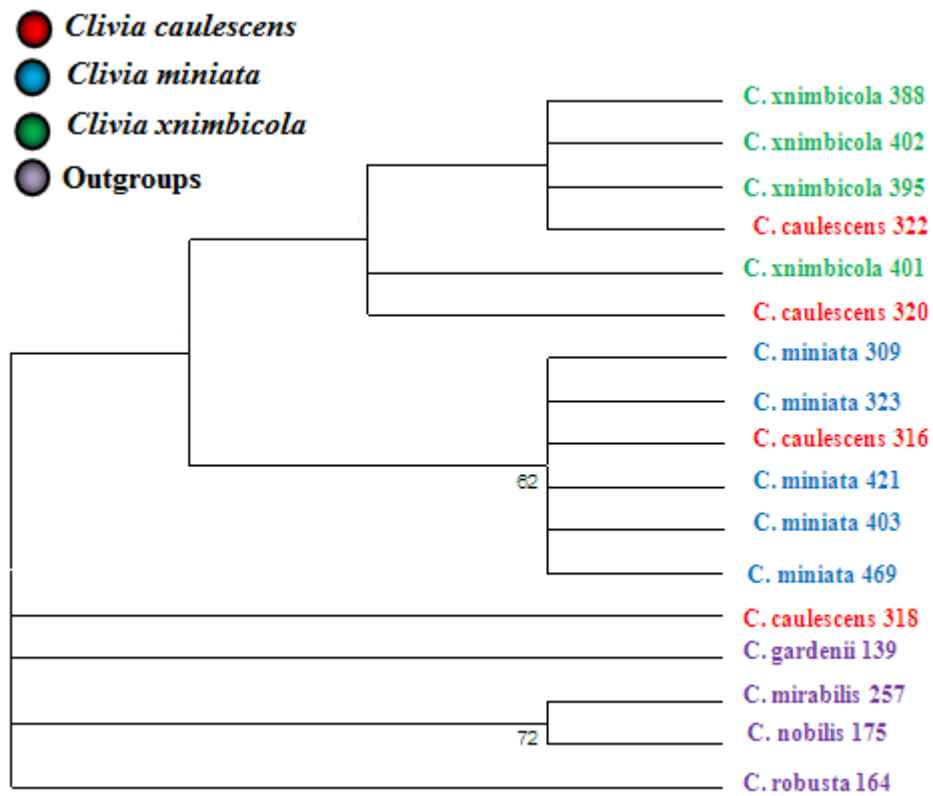 Clivia caulescens
Clivia miniata
Clivia xnimbicola
Outgroups
C. xnimbicola 388
C. xnimbicola 402
C. xnimbicola 395
C. caulescens 322
C. xnimbicola 401
C. caulescens 320
C. miniata 309
C. miniata 323
C. caulescens 316
62
C. miniata 421
C. miniata 403
C. miniata 469
C. caulescens 318
C. gardenii 139
C. mirabilis 257
72
C. nobilis 175
C. robusta 164